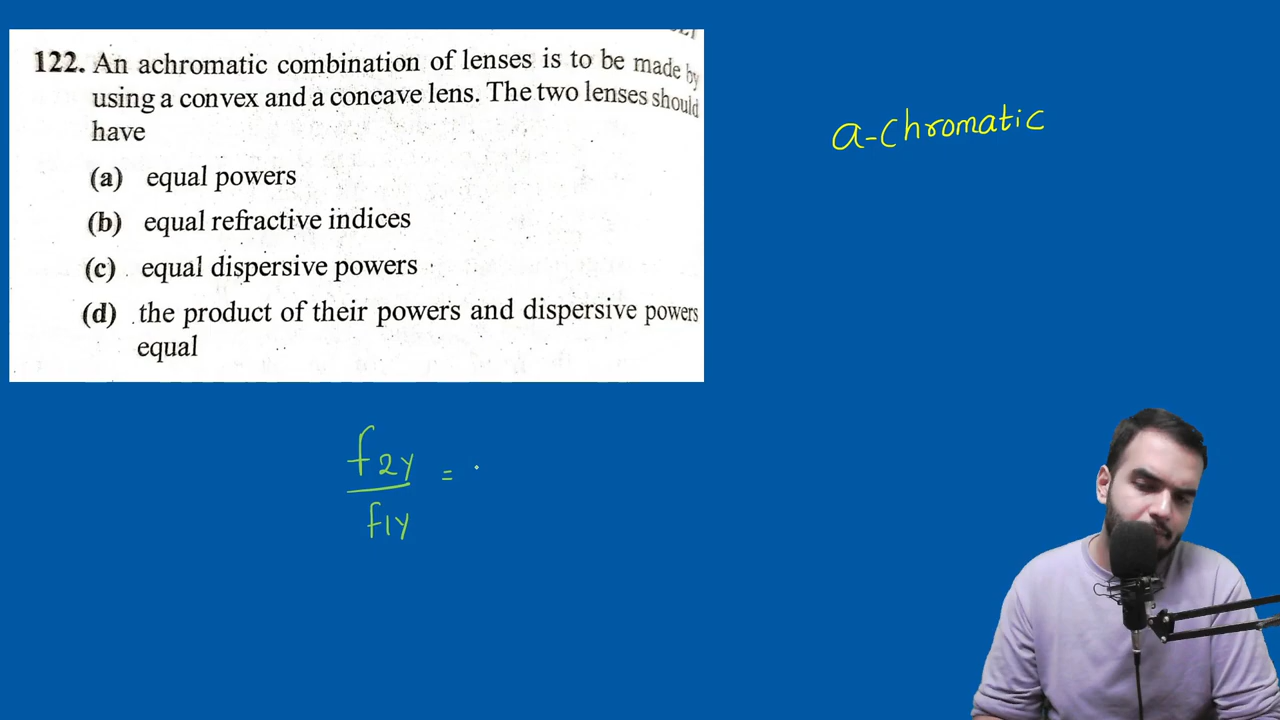 122. An achromatic combination of lenses is to be made by
using a convex and a concave lens. The two lenses should
have
(a) equal powers
(b) equal refractive indices
(c) equal dispersive powers
(d) the product of their powers and dispersive powers
equal
a-chromatic
f2y
=
f1y